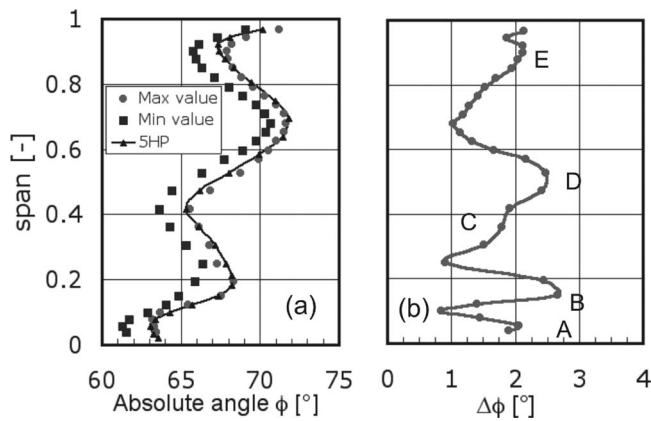 1
0.8
0.6
0.4
0.2
0
span [-]
Max value
Min value
5HP
(a)
60 65 70 75
Absolute angle ϕ [°]
E
D
C
B
A
(b)
0 1 2 3 4
Δϕ [°]